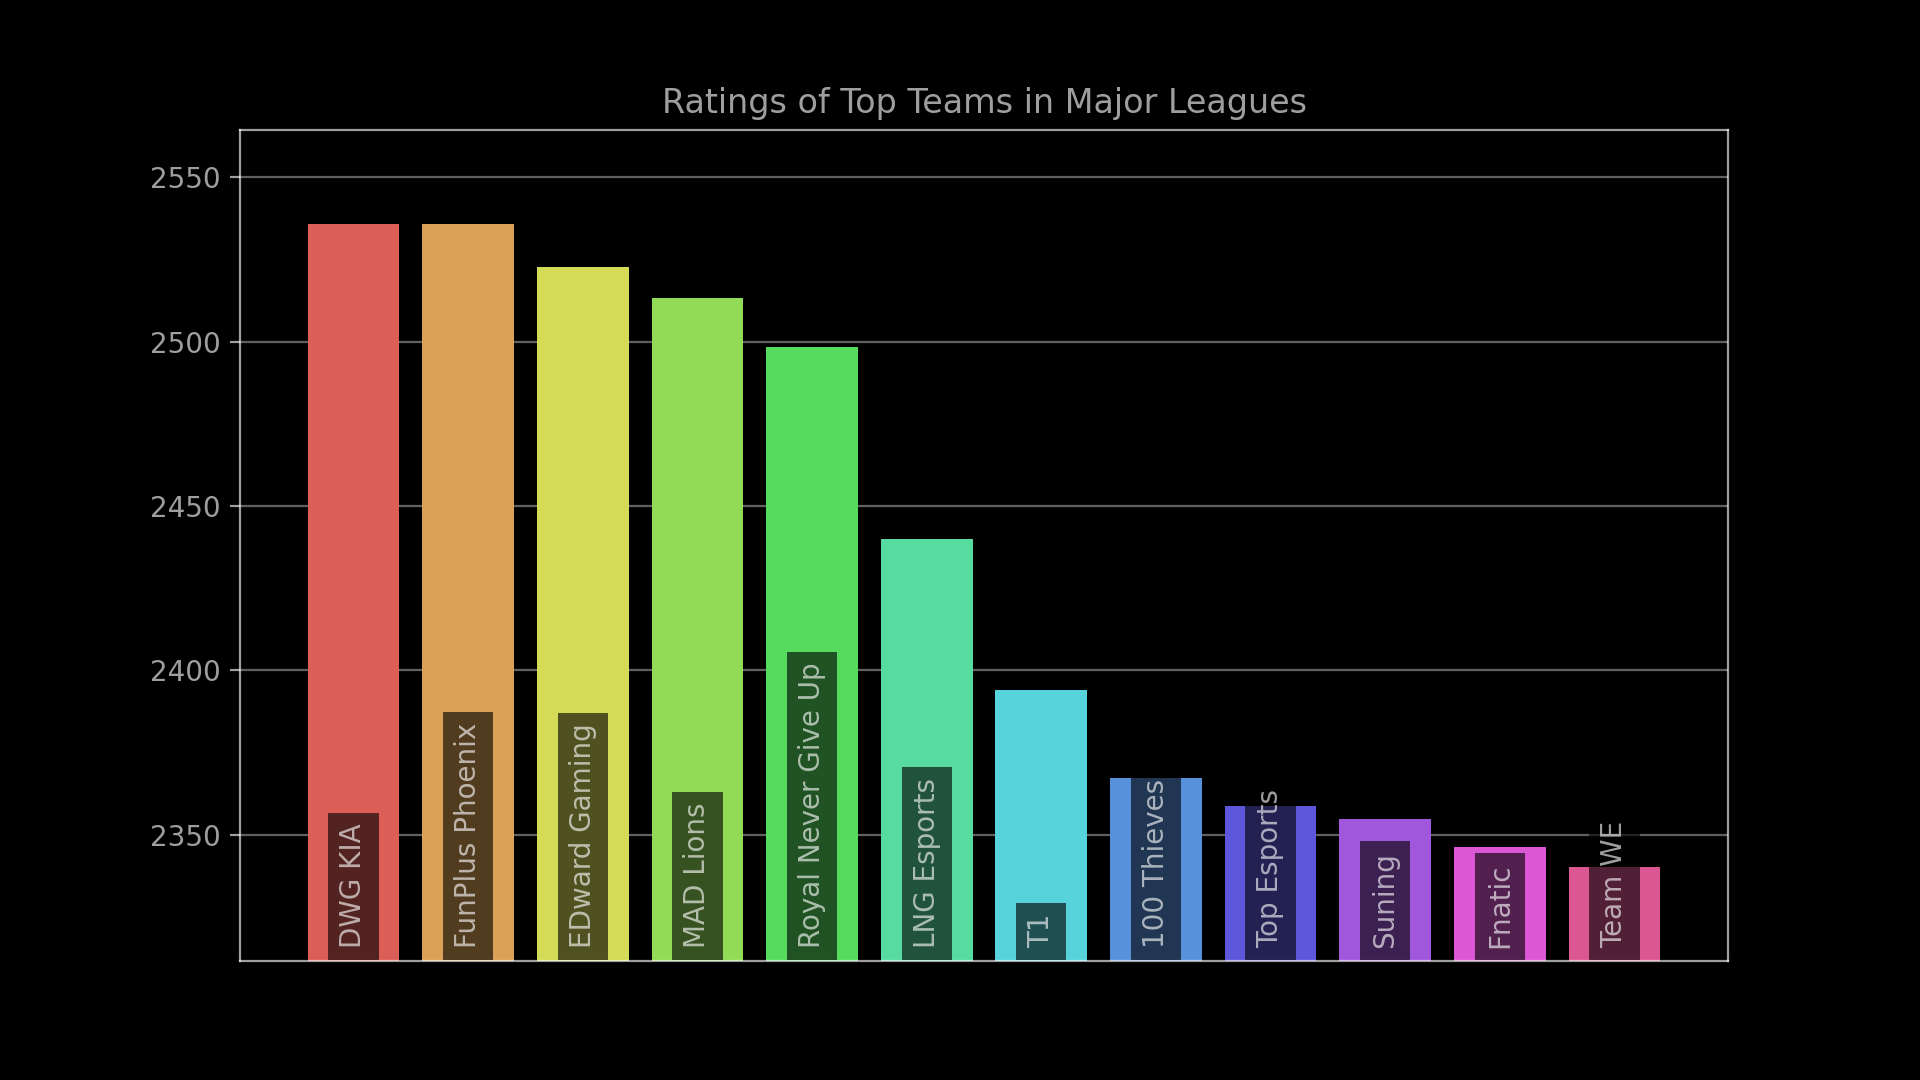 Ratings of Top Teams in Major Leagues
2550
2500
2450
2400
2350
DWG KIA
FunPlus Phoenix
EDward Gaming
MAD Lions
Royal Never Give Up
LNG Esports
T1
100 Thieves
Top Esports
Suning
Fnatic
Team WE